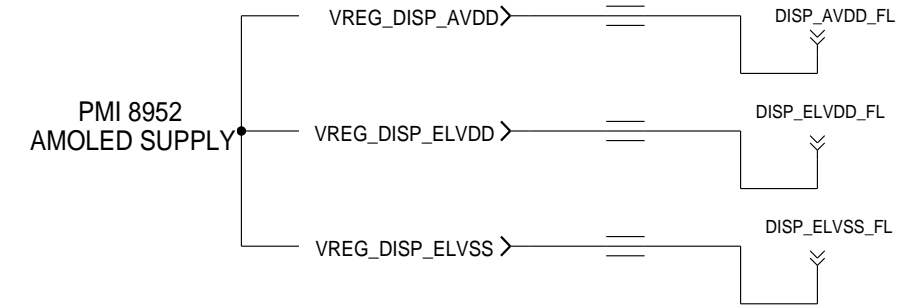 VREG_DISP_AVDD
DISP_AVDD_FL
PMI 8952
AMOLED SUPPLY
VREG_DISP_ELVDD
DISP_ELVDD_FL
VREG_DISP_ELVSS
DISP_ELVSS_FL